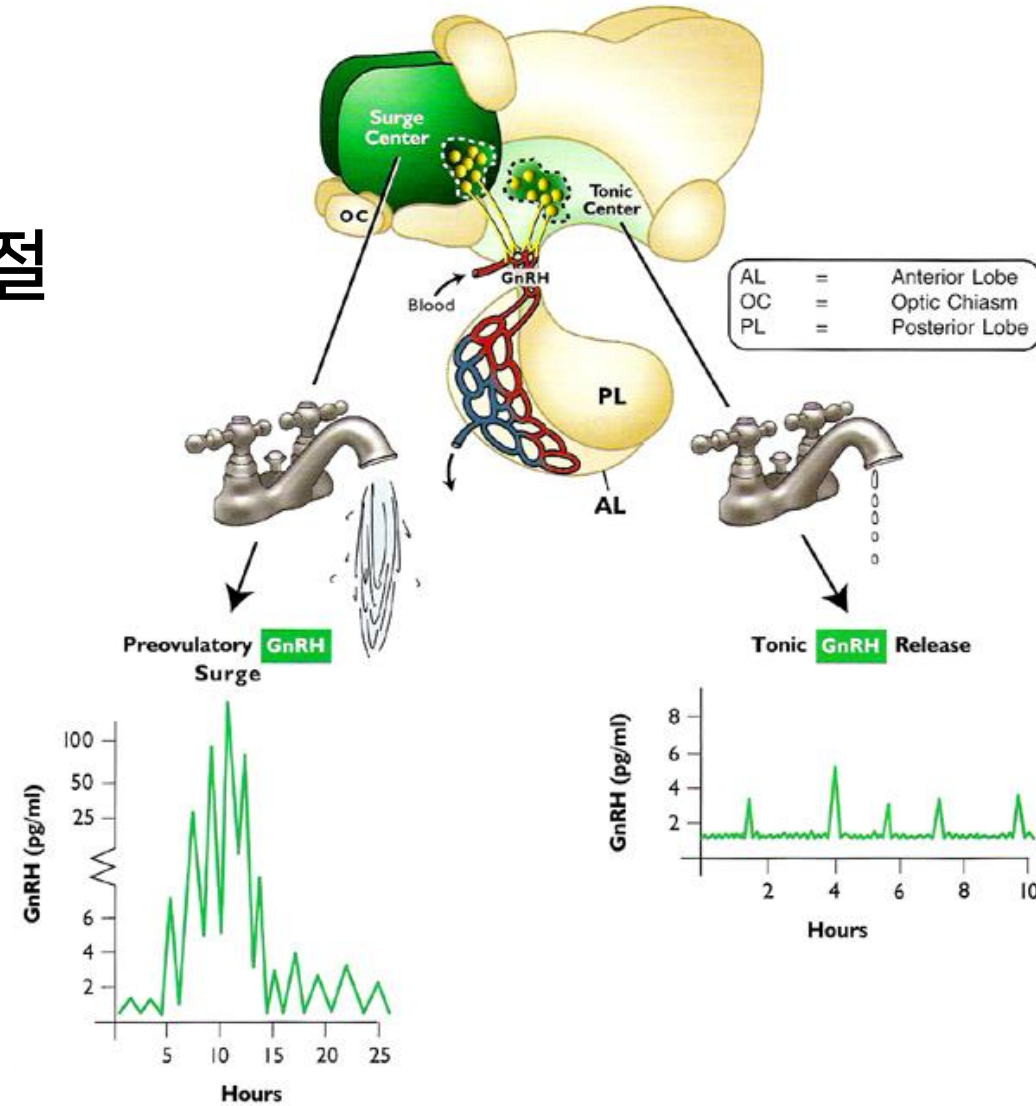 절
Surge
Center
OC
Tonic
Center
GnRH
Blood
AL = Anterior Lobe
OC = Optic Chiasm
PL = Posterior Lobe
PL
AL
Preovulatory GnRH
Surge
Tonic GnRH Release
GnRH (pg/ml)
100
50
25
6
4
2
5 10 15 20 25
Hours
GnRH (pg/ml)
8
6
4
2
2 4 6 8 10
Hours